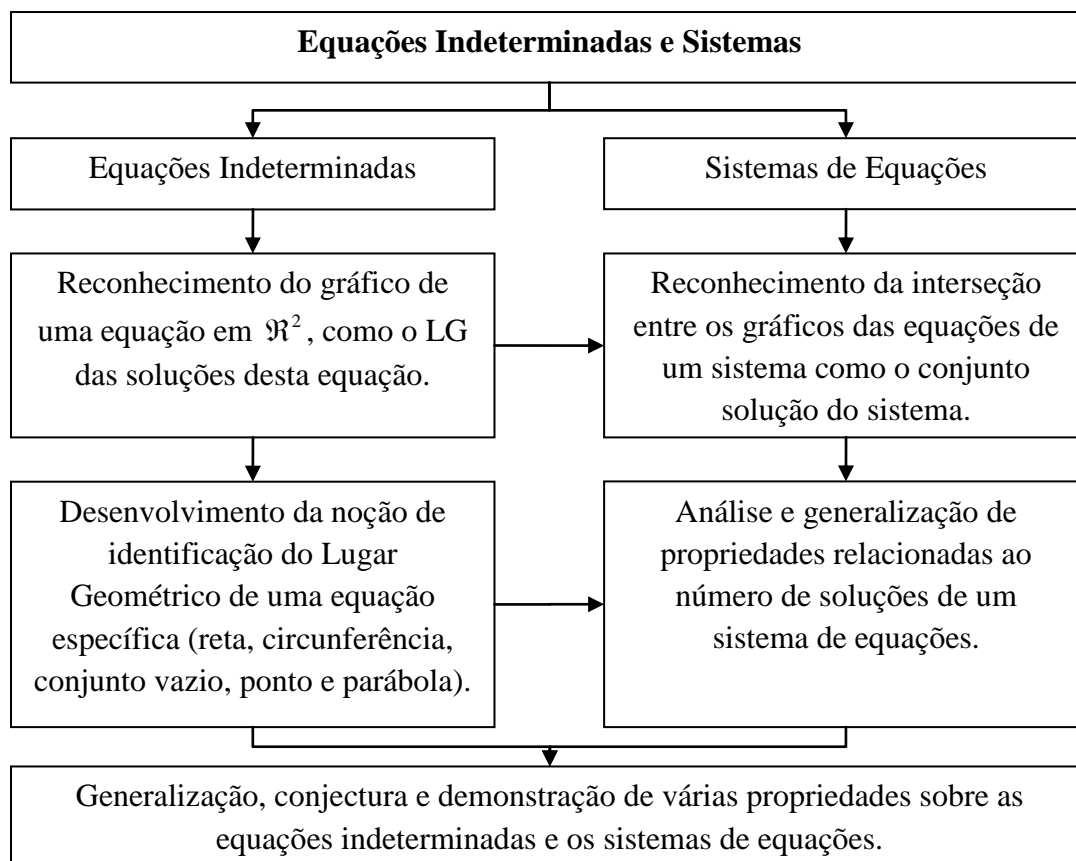 Equações Indeterminadas e Sistemas
Equações Indeterminadas
Sistemas de Equações
Reconhecimento do gráfico de
uma equação em ℜ², como o LG
das soluções desta equação.
Reconhecimento da interseção
entre os gráficos das equações de
um sistema como o conjunto
solução do sistema.
Desenvolvimento da noção de
identificação do Lugar
Geométrico de uma equação
específica (reta, circunferência,
conjunto vazio, ponto e parábola).
Análise e generalização de
propriedades relacionadas ao
número de soluções de um
sistema de equações.
Generalização, conjectura e demonstração de várias propriedades sobre as
equações indeterminadas e os sistemas de equações.